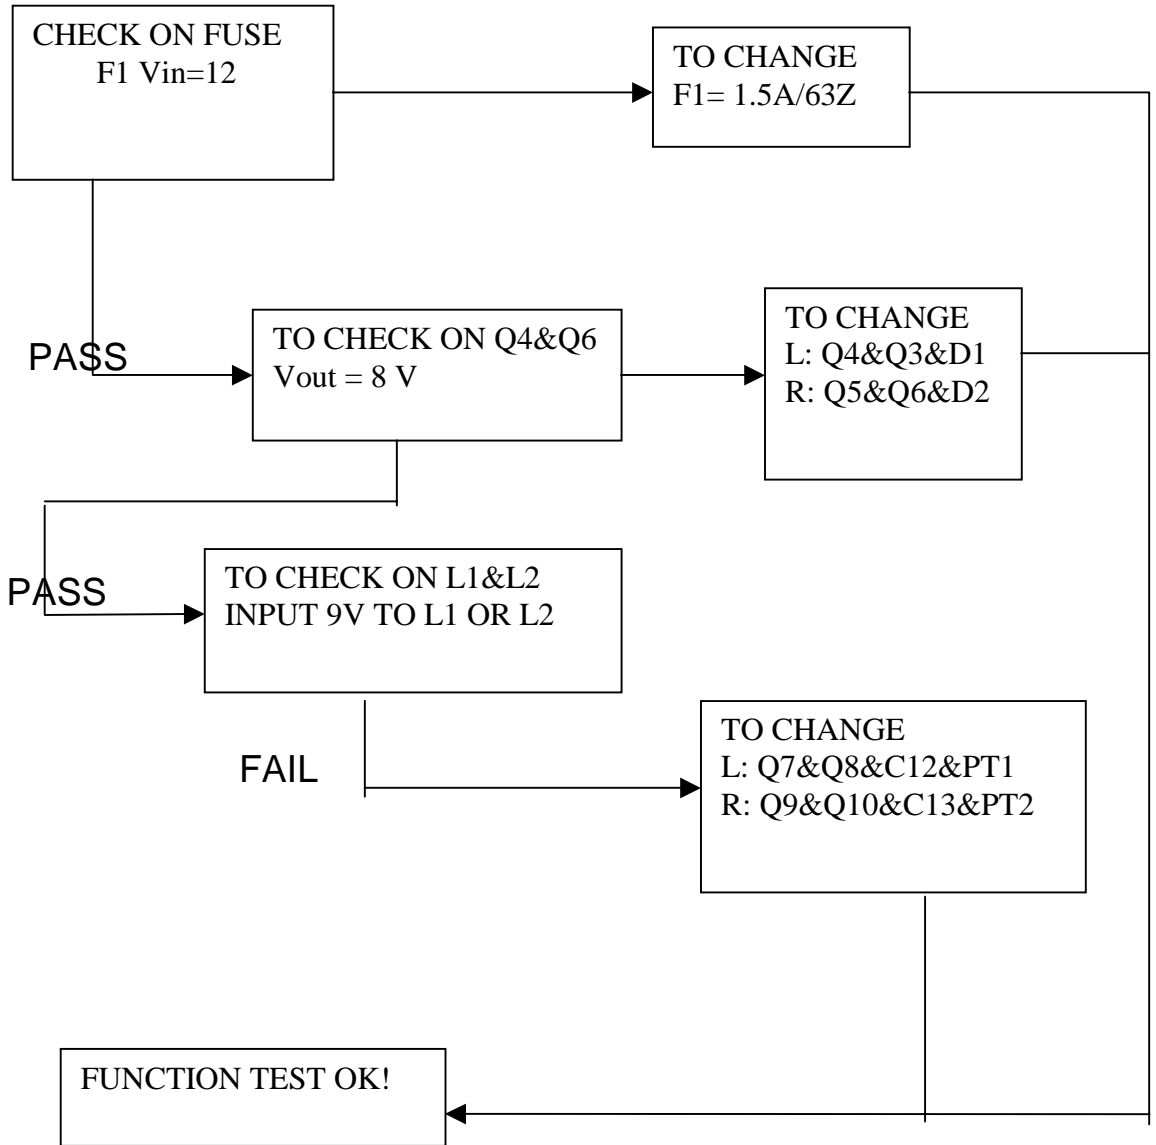 CHECK ON FUSE
F1 Vin=12
TO CHANGE
F1= 1.5A/63Z
PASS
TO CHECK ON Q4&Q6
Vout = 8 V
TO CHANGE
L: Q4&Q3&D1
R: Q5&Q6&D2
PASS
TO CHECK ON L1&L2
INPUT 9V TO L1 OR L2
FAIL
TO CHANGE
L: Q7&Q8&C12&PT1
R: Q9&Q10&C13&PT2
FUNCTION TEST OK!